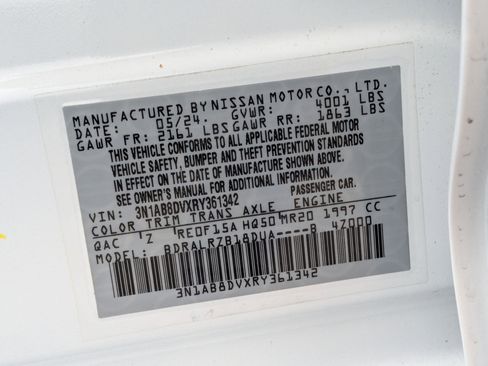 MANUFACTURED BY NISSAN MOTOR CO., LTD.
DATE: 05/24. GVWR: 4001 LBS
GAWR FR: 2161 LBS GAWR RR: 1863 LBS
THIS VEHICLE CONFORMS TO ALL APPLICABLE FEDERAL MOTOR
VEHICLE SAFETY, BUMPER AND THEFT PREVENTION STANDARDS
IN EFFECT ON THE DATE OF MANUFACTURE SHOWN ABOVE.
SEE OWNER'S MANUAL FOR ADDITIONAL INFORMATION.
VIN: 3N1AB8DVXRY361342 PASSENGER CAR.
COLOR TRIM TRANS AXLE ENGINE
QAC Z RE0F15A HQ50 MR20 1997 CC
MODEL: BDRALRZB18DUA----B 4Z000
3N1AB8DVXRY361342